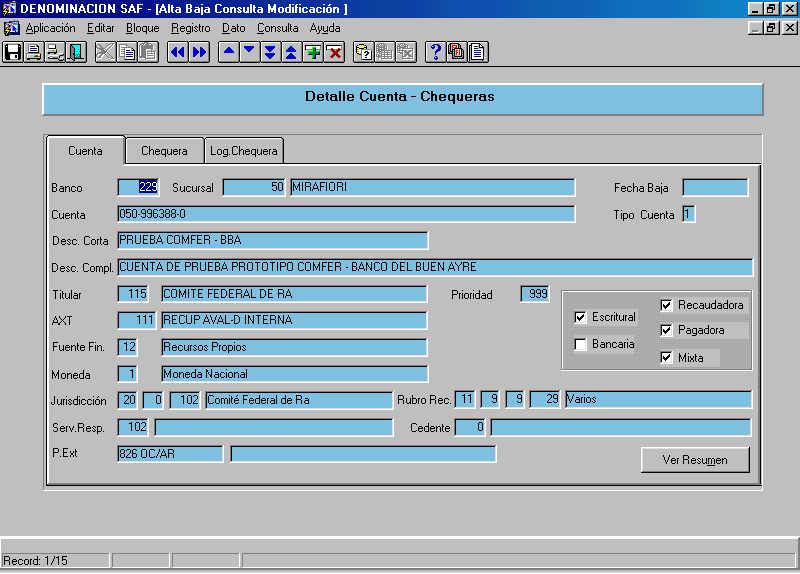 DENOMINACION SAF - [Alta Baja Consulta Modificación ]
Aplicación Editar Bloque Registro Dato Consulta Ayuda
Detalle Cuenta - Chequeras
Cuenta Chequera Log.Chequera
Banco 229 Sucursal 50 MIRAFIORI Fecha Baja
Cuenta 050-996388-0 Tipo Cuenta 1
Desc. Corta PRUEBA COMFER - BBA
Desc. Compl. CUENTA DE PRUEBA PROTOTIPO COMFER - BANCO DEL BUEN AYRE
Titular 115 COMITE FEDERAL DE RA Prioridad 999
Recaudadora
AXT 111 RECUP AVAL-D INTERNA Escritural
Pagadora
Fuente Fin. 12 Recursos Propios Bancaria
Mixta
Moneda 1 Moneda Nacional
Jurisdicción 20 0 102 Comité Federal de Ra Rubro Rec. 11 9 9 29 Varios
Serv.Resp. 102 Cedente 0
P.Ext 826 OC/AR Ver Resumen
Record: 1/15